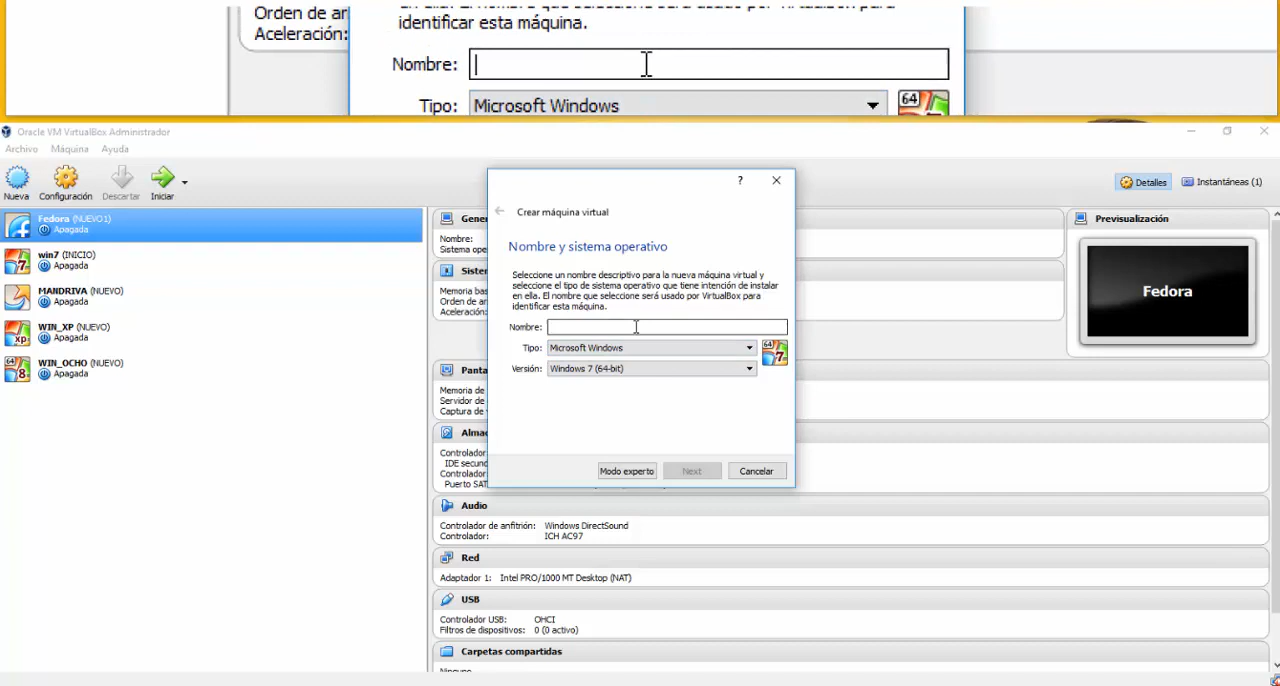 Orden de ar
Aceleración:
identificar esta máquina.
Nombre:
Tipo: Microsoft Windows
64
Oracle VM VirtualBox Administrador
Archivo Máquina Ayuda
Nueva Configuración Descartar Iniciar
Detalles Instantáneas (1)
Fedora (NUEVO1)
Apagada
win7 (INICIO)
Apagada
MANDRIVA (NUEVO)
Apagada
WIN_XP (NUEVO)
Apagada
WIN_OCHO (NUEVO)
Apagada
Gene
Nombre:
Sistema ope
Sistem
Memoria bas
Orden de ar
Aceleración:
Panta
Memoria de
Servidor de
Captura de v
Almac
Controlador
IDE secund
Controlador
Puerto SAT
Audio
Controlador de anfitrión: Windows DirectSound
Controlador: ICH AC97
Red
Adaptador 1: Intel PRO/1000 MT Desktop (NAT)
USB
Controlador USB: OHCI
Filtros de dispositivos: 0 (0 activo)
Carpetas compartidas
Previsualización
Fedora
?
Crear máquina virtual
Nombre y sistema operativo
Seleccione un nombre descriptivo para la nueva máquina virtual y
seleccione el tipo de sistema operativo que tiene intención de instalar
en ella. El nombre que seleccione será usado por VirtualBox para
identificar esta máquina.
Nombre:
Tipo: Microsoft Windows
64
7
Versión: Windows 7 (64-bit)
Modo experto Next Cancelar